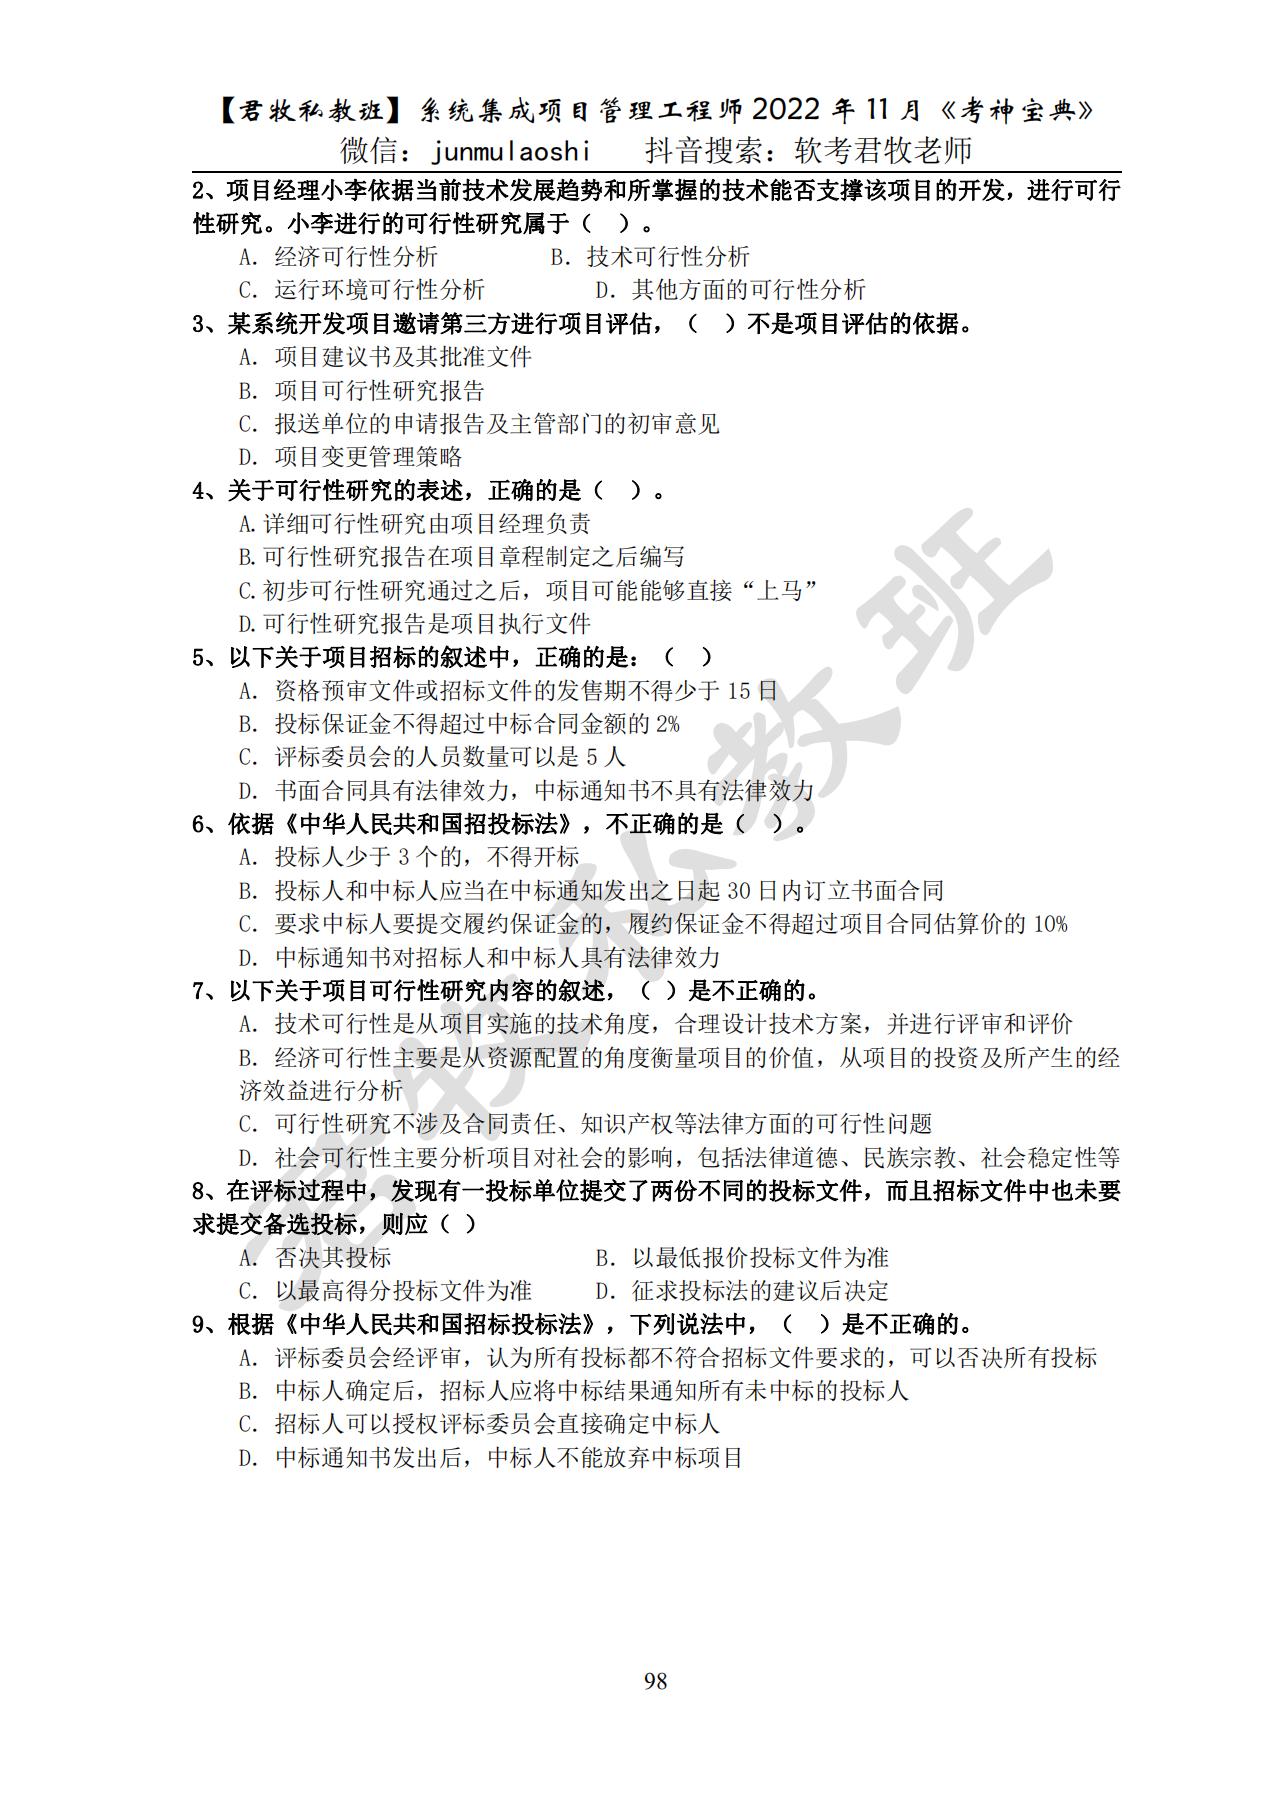 【君牧私教班】系统集成项目管理工程师 2022 年 11 月《考神宝典》
微信：junmulaoshi 抖音搜索：软考君牧老师
2、项目经理小李依据当前技术发展趋势和所掌握的技术能否支撑该项目的开发，进行可行
性研究。小李进行的可行性研究属于（ ）。
A．经济可行性分析 B．技术可行性分析
C．运行环境可行性分析 D．其他方面的可行性分析
3、某系统开发项目邀请第三方进行项目评估，（ ）不是项目评估的依据。
A．项目建议书及其批准文件
B．项目可行性研究报告
C．报送单位的申请报告及主管部门的初审意见
D．项目变更管理策略
4、关于可行性研究的表述，正确的是（ ）。
A.详细可行性研究由项目经理负责
B.可行性研究报告在项目章程制定之后编写
C.初步可行性研究通过之后，项目可能能够直接“上马”
D.可行性研究报告是项目执行文件
5、以下关于项目招标的叙述中，正确的是：（ ）
A．资格预审文件或招标文件的发售期不得少于 15 日
B．投标保证金不得超过中标合同金额的 2%
C．评标委员会的人员数量可以是 5 人
D．书面合同具有法律效力，中标通知书不具有法律效力
6、依据《中华人民共和国招投标法》，不正确的是（ ）。
A．投标人少于 3 个的，不得开标
B．投标人和中标人应当在中标通知发出之日起 30 日内订立书面合同
C．要求中标人要提交履约保证金的，履约保证金不得超过项目合同估算价的 10%
D．中标通知书对招标人和中标人具有法律效力
7、以下关于项目可行性研究内容的叙述，（ ）是不正确的。
A．技术可行性是从项目实施的技术角度，合理设计技术方案，并进行评审和评价
B．经济可行性主要是从资源配置的角度衡量项目的价值，从项目的投资及所产生的经
济效益进行分析
C．可行性研究不涉及合同责任、知识产权等法律方面的可行性问题
D．社会可行性主要分析项目对社会的影响，包括法律道德、民族宗教、社会稳定性等
8、在评标过程中，发现有一投标单位提交了两份不同的投标文件，而且招标文件中也未要
求提交备选投标，则应（ ）
A．否决其投标 B．以最低报价投标文件为准
C．以最高得分投标文件为准 D．征求投标法的建议后决定
9、根据《中华人民共和国招标投标法》，下列说法中，（ ）是不正确的。
A．评标委员会经评审，认为所有投标都不符合招标文件要求的，可以否决所有投标
B．中标人确定后，招标人应将中标结果通知所有未中标的投标人
C．招标人可以授权评标委员会直接确定中标人
D．中标通知书发出后，中标人不能放弃中标项目
君牧私教班
98